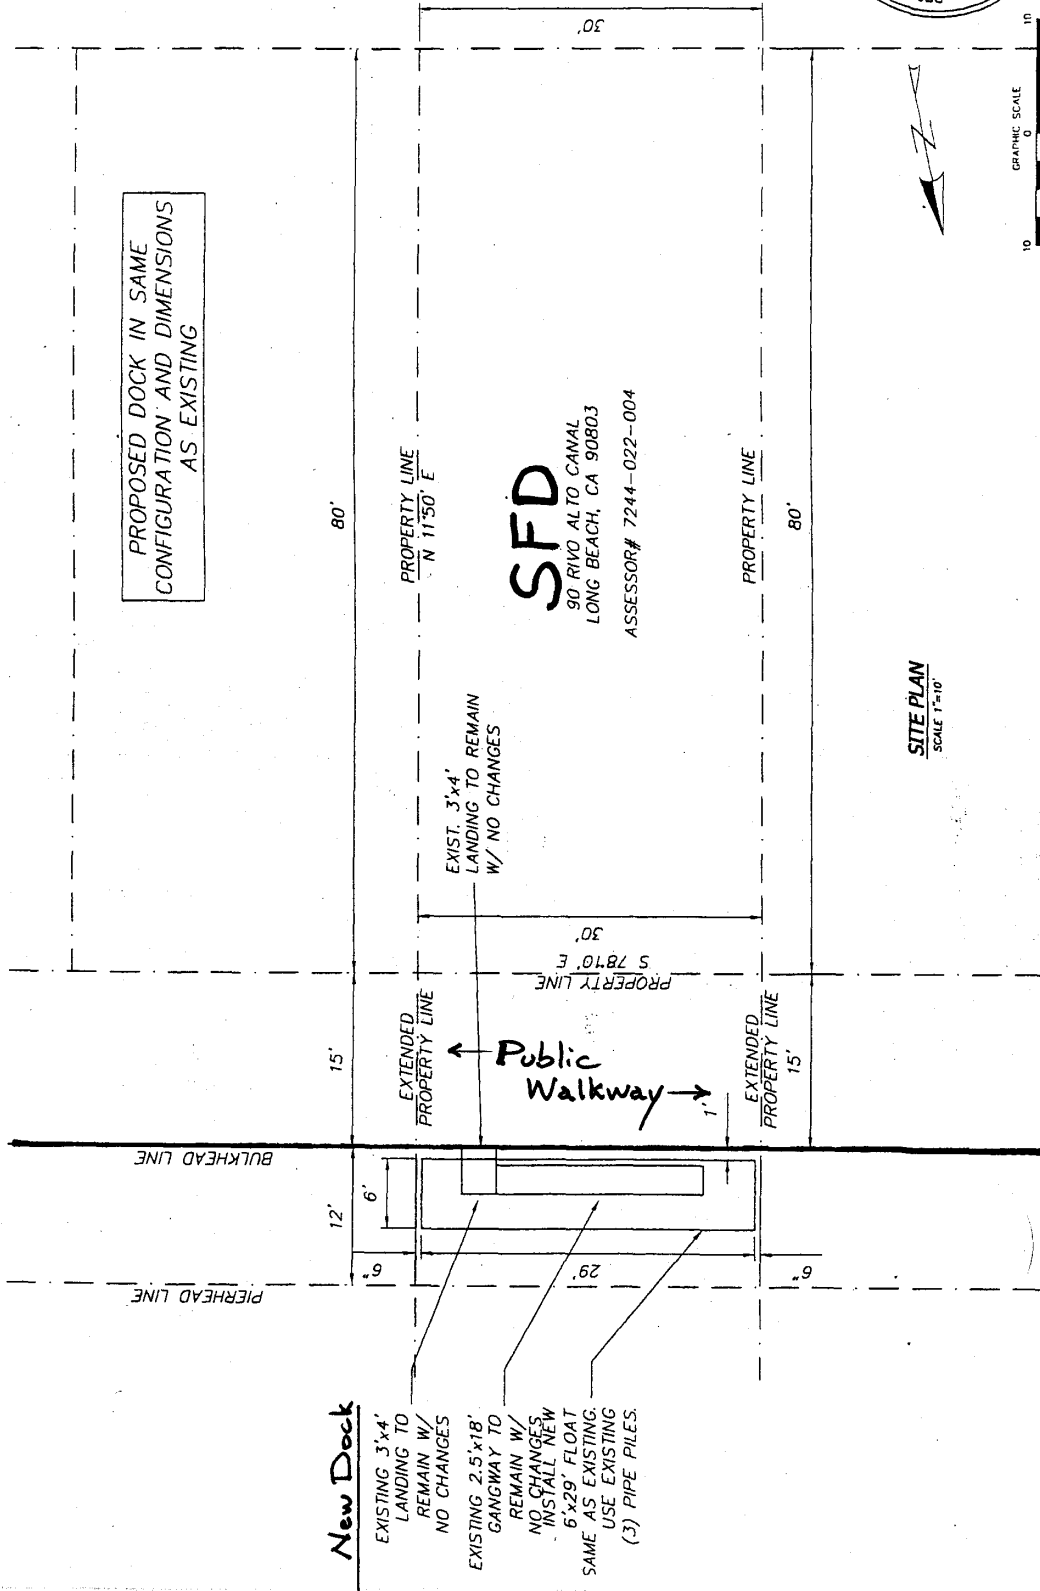 PROPOSED DOCK IN SAME
CONFIGURATION AND DIMENSIONS
AS EXISTING
30'
80'
PROPERTY LINE
N 11°50' E
SFD
90 RIVO ALTO CANAL
LONG BEACH, CA 90803
ASSESSOR# 7244-022-004
PROPERTY LINE
80'
EXIST. 3'x4'
LANDING TO REMAIN
W/ NO CHANGES
30'
S 78°10' E
PROPERTY LINE
15'
EXTENDED
PROPERTY LINE
Public
Walkway
1'
EXTENDED
PROPERTY LINE
15'
BULKHEAD LINE
12'
6'
6"
29'
6"
PIERHEAD LINE
New Dock
EXISTING 3'x4'
LANDING TO
REMAIN W/
NO CHANGES
EXISTING 2.5'x18'
GANGWAY TO
REMAIN W/
NO CHANGES
INSTALL NEW
6'x29' FLOAT
SAME AS EXISTING.
USE EXISTING
(3) PIPE PILES.
SITE PLAN
SCALE 1"=10'
N
GRAPHIC SCALE
10 0 10